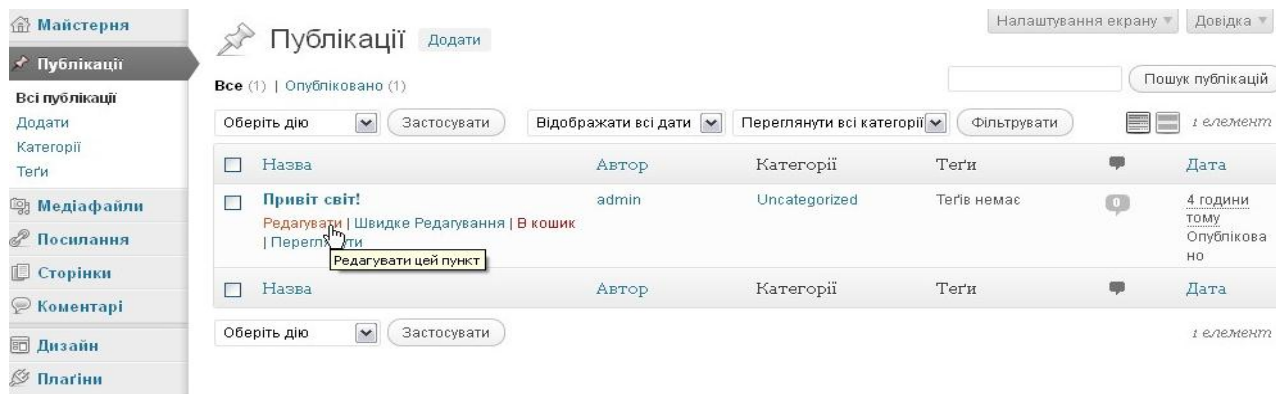 Майстерня
Публікації
Всі публікації
Додати
Категорії
Теґи
Медіафайли
Посилання
Сторінки
Коментарі
Дизайн
Плаґіни
Налаштування екрану
Довідка
Публікації Додати
Все (1) | Опубліковано (1)
Пошук публікацій
Оберіть дію Застосувати Відображати всі дати Переглянути всі категорії Фільтрувати 1 елемент
Назва Автор Категорії Теґи Дата
Привіт світ! admin Uncategorized Теґів немає 0 4 години
тому
Опубліковa
но
Редагувати | Швидке Редагування | В кошик
| Переглянути
Редагувати цей пункт
Назва Автор Категорії Теґи Дата
Оберіть дію Застосувати 1 елемент